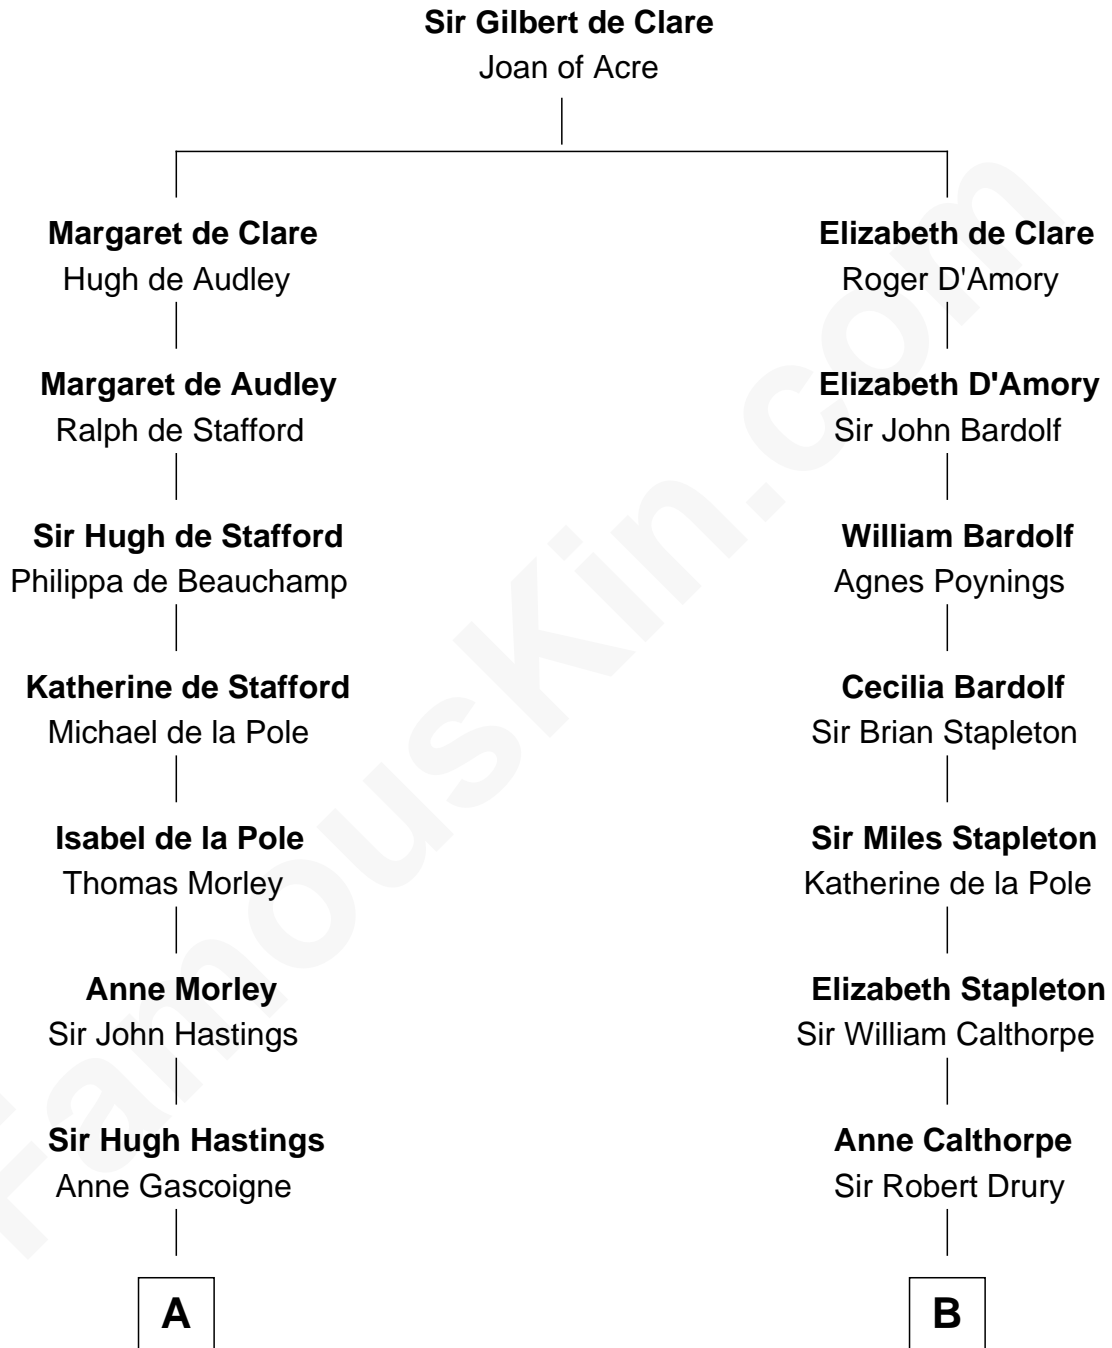 Sir Gilbert de Clare
Joan of Acre
Margaret de Clare
Hugh de Audley
Elizabeth de Clare
Roger D'Amory
Margaret de Audley
Ralph de Stafford
Elizabeth D'Amory
Sir John Bardolf
Sir Hugh de Stafford
Philippa de Beauchamp
William Bardolf
Agnes Poynings
Katherine de Stafford
Michael de la Pole
Cecilia Bardolf
Sir Brian Stapleton
Isabel de la Pole
Thomas Morley
Sir Miles Stapleton
Katherine de la Pole
Anne Morley
Sir John Hastings
Elizabeth Stapleton
Sir William Calthorpe
Sir Hugh Hastings
Anne Gascoigne
Anne Calthorpe
Sir Robert Drury
A
B
FamousKin.com